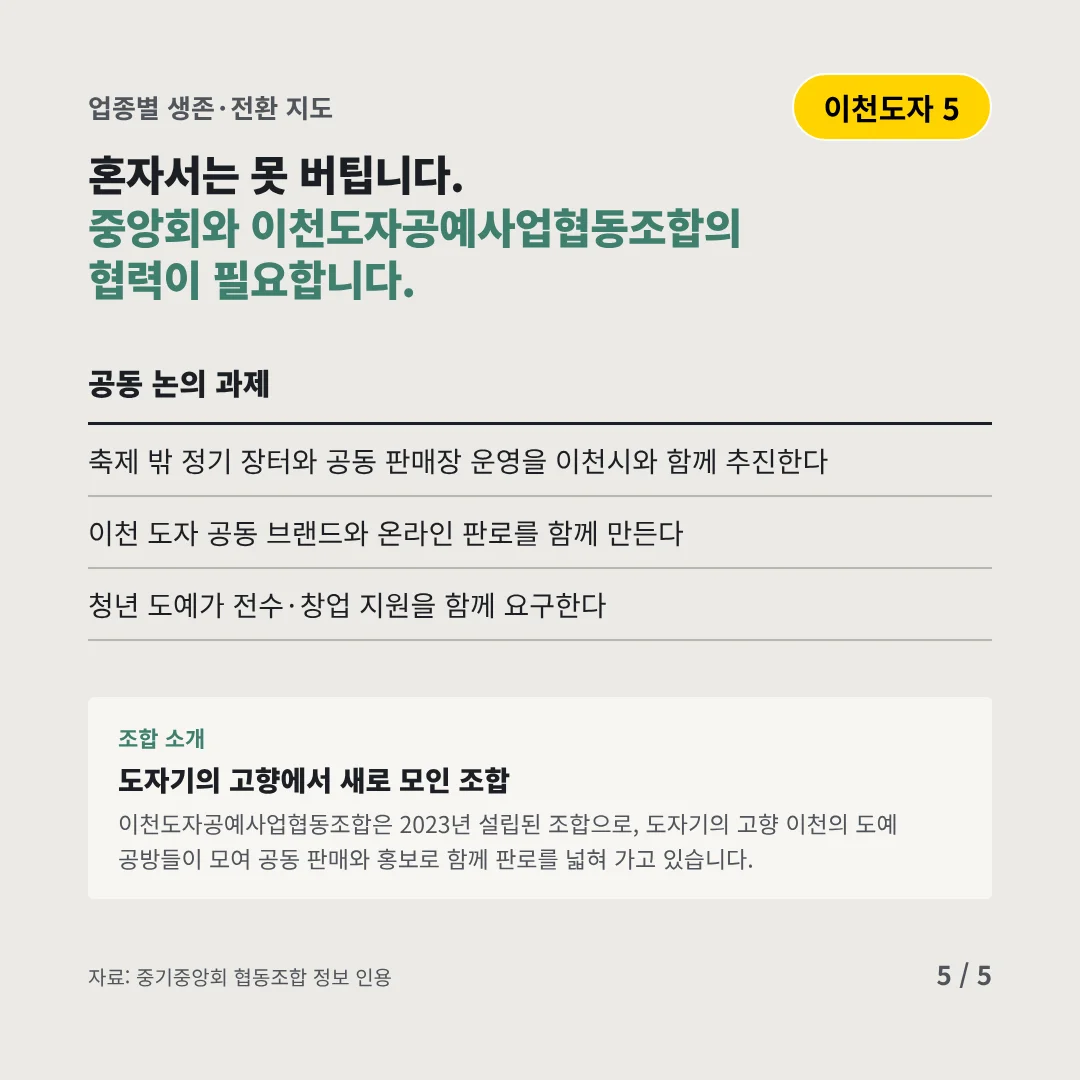 업종별 생존·전환 지도
이천도자 5
혼자서는 못 버팁니다.
중앙회와 이천도자공예사업협동조합의
협력이 필요합니다.
공동 논의 과제
축제 밖 정기 장터와 공동 판매장 운영을 이천시와 함께 추진한다
이천 도자 공동 브랜드와 온라인 판로를 함께 만든다
청년 도예가 전수·창업 지원을 함께 요구한다
조합 소개
도자기의 고향에서 새로 모인 조합
이천도자공예사업협동조합은 2023년 설립된 조합으로, 도자기의 고향 이천의 도예
공방들이 모여 공동 판매와 홍보로 함께 판로를 넓혀 가고 있습니다.
자료: 중기중앙회 협동조합 정보 인용
5 / 5